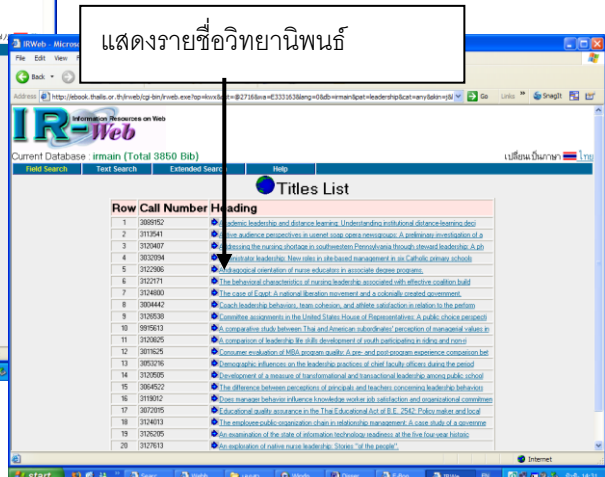 แสดงรายชื่อวิทยานิพนธ์
IRWeb - Microso
File Edit View F
Back
Address http://ebook.thailis.or.th/irweb/cgi-bin/irweb.exe?op= Go Links SnagIt
IR-Web
Information Resources on Web
Current Database : irmain (Total 3850 Bib)
เปลี่ยนเป็นภาษา ไทย
Field Search Text Search Extended Search Help
Titles List
Row Call Number Heading
1 3089152 Academic leadership and distance learning: Understanding institutional distance-learning deci
2 3113541 Active audience perspectives in usenet soap opera newsgroups: A preliminary investigation of a
3 3120407 Addressing the nursing shortage in southwestern Pennsylvania through steward leadership: A ph
4 3032094 Administrator leadership: New roles in site based management in six Catholic primary schools
5 3122906 Andragogical orientation of nurse educators in associate degree programs.
6 3122171 The behavioral characteristics of nursing leadership associated with effective coalition build
7 3124800 The case of Egypt: A national liberation movement and a colonially created government.
8 3004442 Coach leadership behaviors, team cohesion, and athlete satisfaction in relation to the perform
9 3126538 Committee assignments in the United States House of Representatives: A public choice perspecti
10 9915613 A comparative study between Thai and American subordinates' perception of managerial values in
11 3120825 A comparison of leadership life skills development of youth participating in riding and non-ri
12 3011625 Consumer evaluation of MBA program quality: A pre- and post-program experience comparison bet
13 3053216 Demographic influences on the leadership practices of chief faculty officers during the period
14 3120585 Development of a measure of transformational and transactional leadership among public school
15 3064522 The difference between perceptions of principals and teachers concerning leadership behaviors
16 3119012 Does manager behavior influence knowledge worker job satisfaction and organizational commitmen
17 3072015 Educational quality assurance in the Thai Educational Act of B.E. 2542: Policy maker and local
18 3124013 The employee-public-organization chain in relationship management: A case study of a governme
19 3126205 An examination of the state of information technology readiness at the five four-year historic
20 3127613 An exploration of native nurse leadership: Stories "of the people".
Internet
start